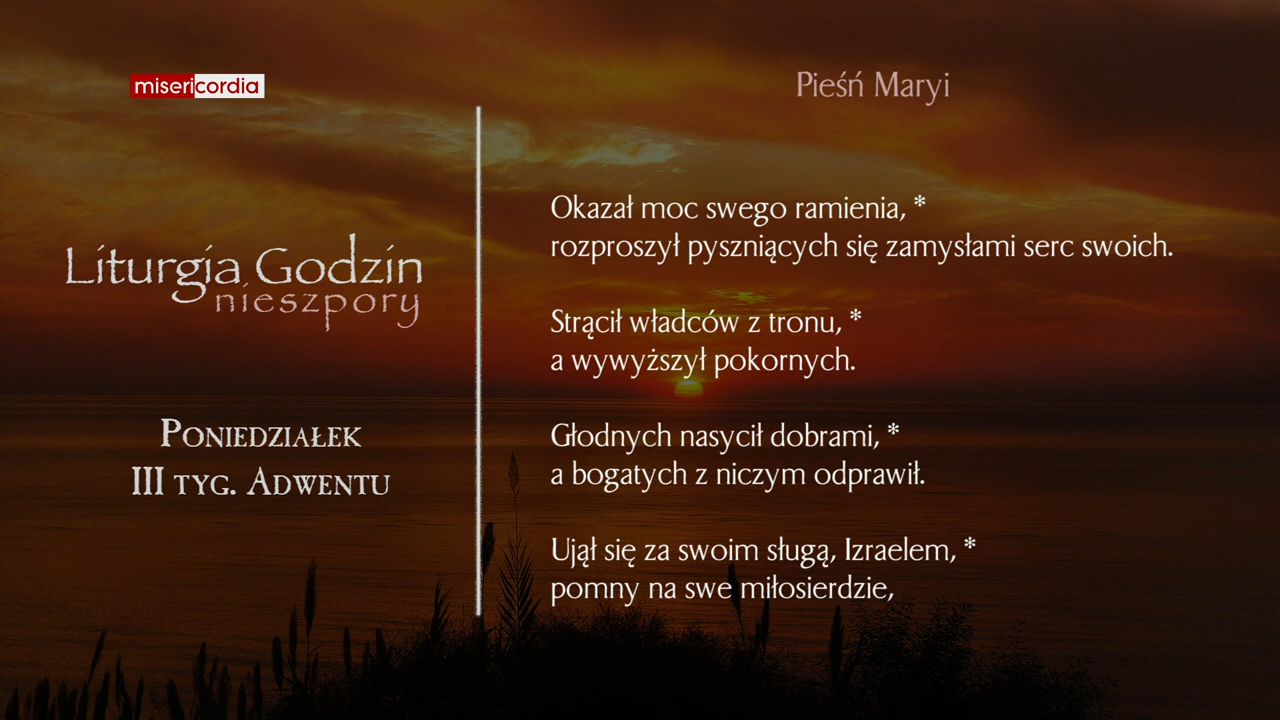 misericordia
Liturgia Godzin
nieszpory
Poniedziałek
III tyg. Adwentu
Pieśń Maryi
Okazał moc swego ramienia, *
rozproszył pyszniących się zamysłami serc swoich.
Strącił władców z tronu, *
a wywyższył pokornych.
Głodnych nasycił dobrami, *
a bogatych z niczym odprawił.
Ujął się za swoim sługą, Izraelem, *
pomny na swe miłosierdzie,